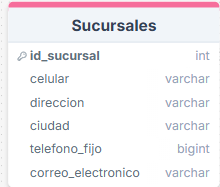 Sucursales
id_sucursal int
celular varchar
direccion varchar
ciudad varchar
telefono_fijo bigint
correo_electronico varchar